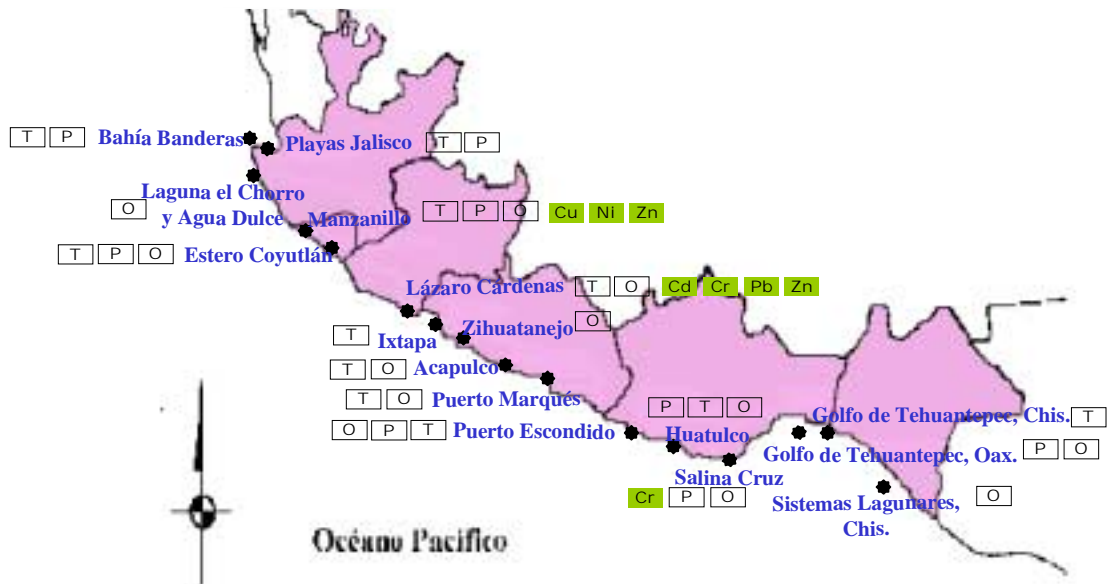 T P Bahía Banderas
Playas Jalisco T P
Laguna el Chorro
y Agua Dulce
O
Manzanillo T P O Cu Ni Zn
T P O Estero Coyutlán
Lázaro Cárdenas T O Cd Cr Pb Zn
Zihuatanejo O
T Ixtapa
T O Acapulco
T O Puerto Marqués
P T O
Huatulco
Golfo de Tehuantepec, Chis. T
O P T Puerto Escondido
Golfo de Tehuantepec, Oax. P O
Salina Cruz
Cr P O
Sistemas Lagunares,
Chis.
O
Océano Pacífico